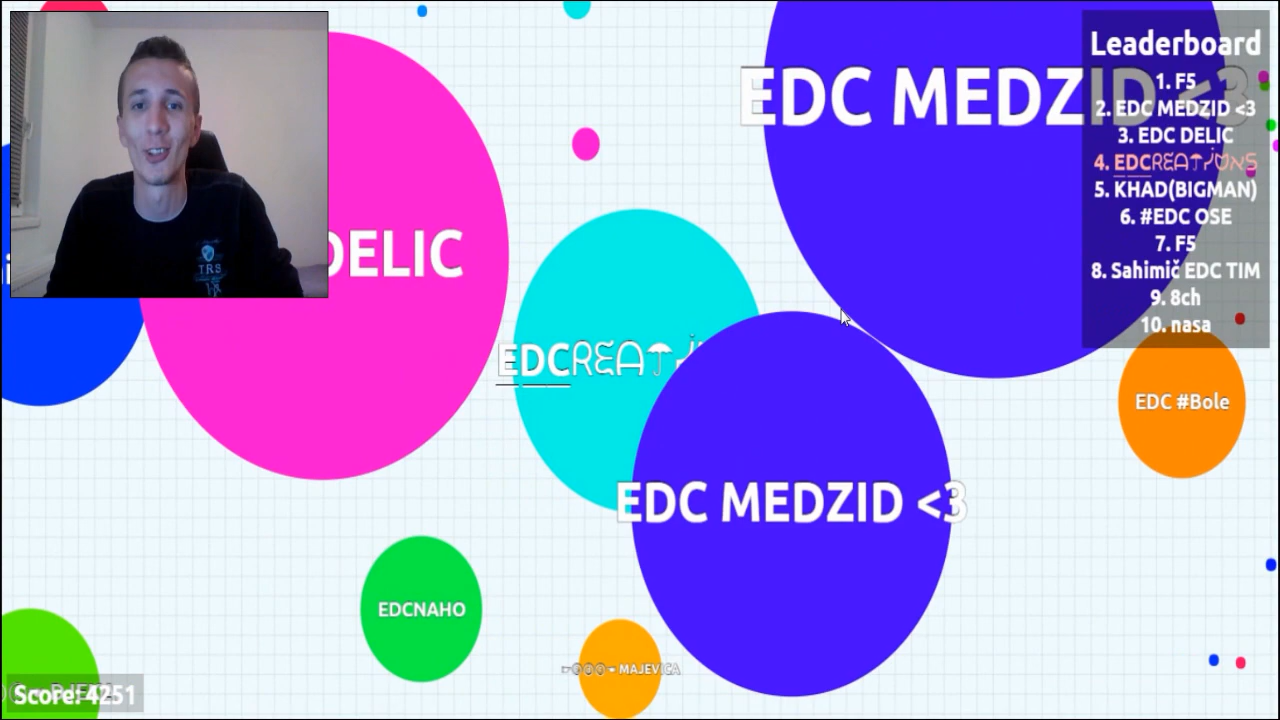 Leaderboard
1. F5
2. EDC MEDZID <3
3. EDC DELIC
4. EDCREATiONS
5. KHAD(BIGMAN)
6. #EDC OSE
7. F5
8. Sahimič EDC TIM
9. 8ch
10. nasa
EDC MEDZID <3
DELIC
EDCREA
EDC #Bole
EDC MEDZID <3
EDCNAHO
MAJEVICA
Score: 4251
TRS